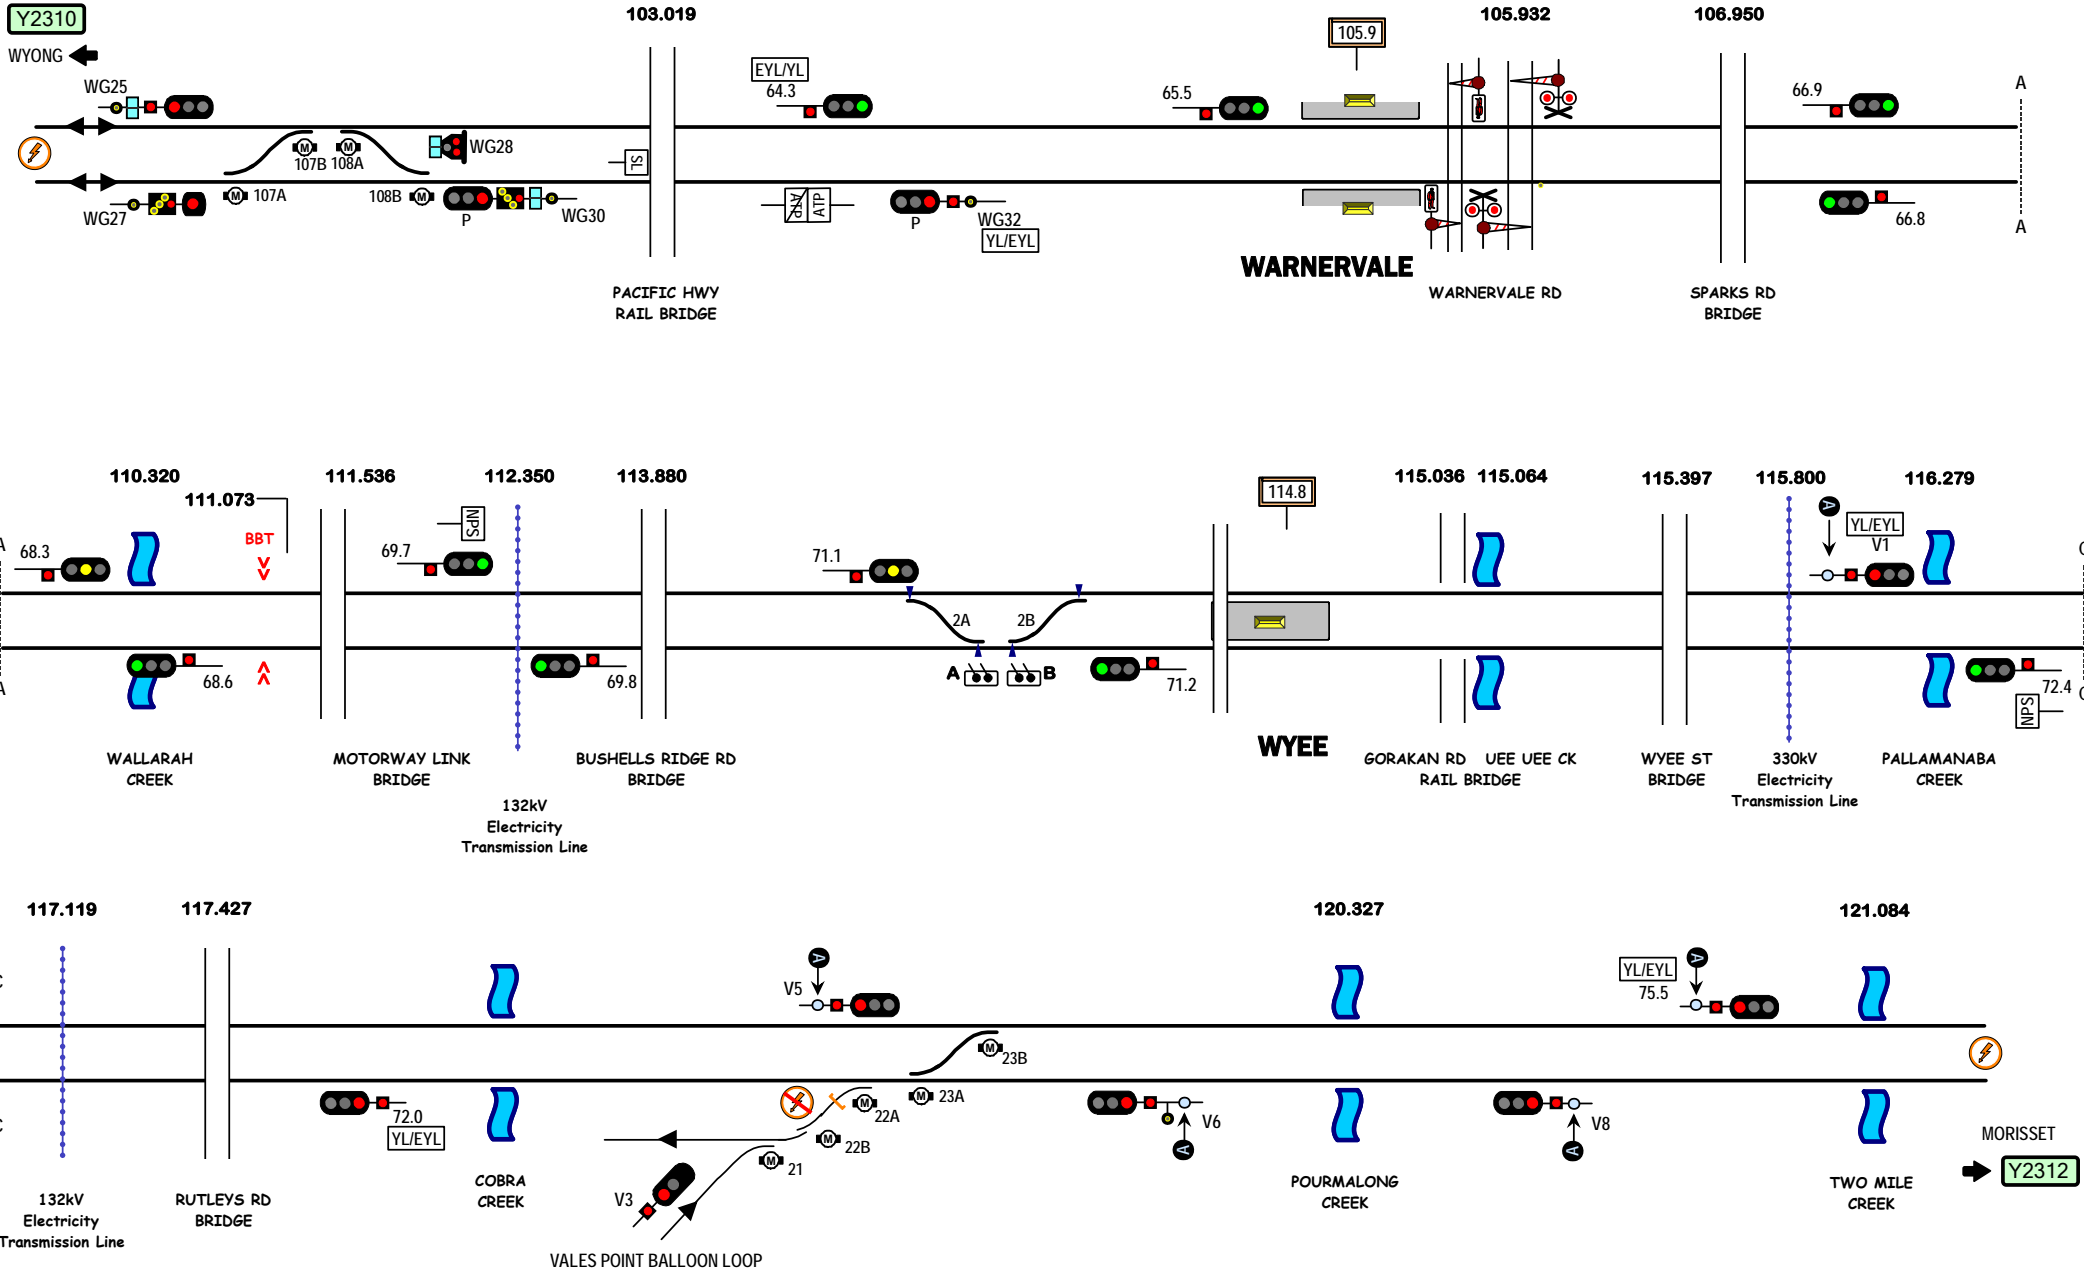 Y2310
103.019
105.932
106.950
WYONG
105.9
WG25
EYL/YL
64.3
65.5
66.9
A
107B
108A
WG28
SL
107A
108B
WG27
P
WG30
ATP
ATP
P
WG32
YL/EYL
66.8
A
WARNERVALE
PACIFIC HWY
RAIL BRIDGE
WARNERVALE RD
SPARKS RD
BRIDGE
110.320
111.073
111.536
112.350
113.880
114.8
115.036
115.064
115.397
115.800
116.279
A
68.3
BBT
69.7
NPS
71.1
A
YL/EYL
V1
C
2A
2B
A
68.6
69.8
A
B
71.2
72.4
NPS
C
WYEE
WALLARAH
CREEK
MOTORWAY LINK
BRIDGE
132kV
Electricity
Transmission Line
BUSHELLS RIDGE RD
BRIDGE
GORAKAN RD
UEE UEE CK
RAIL BRIDGE
WYEE ST
BRIDGE
330kV
Electricity
Transmission Line
PALLAMANABA
CREEK
117.119
117.427
120.327
121.084
C
A
V5
YL/EYL
75.5
A
M
23B
C
72.0
YL/EYL
M
22A
M
23A
V6
A
V8
A
M
22B
M
21
V3
MORISSET
Y2312
132kV
Electricity
Transmission Line
RUTLEYS RD
BRIDGE
COBRA
CREEK
POURMALONG
CREEK
TWO MILE
CREEK
VALES POINT BALLOON LOOP